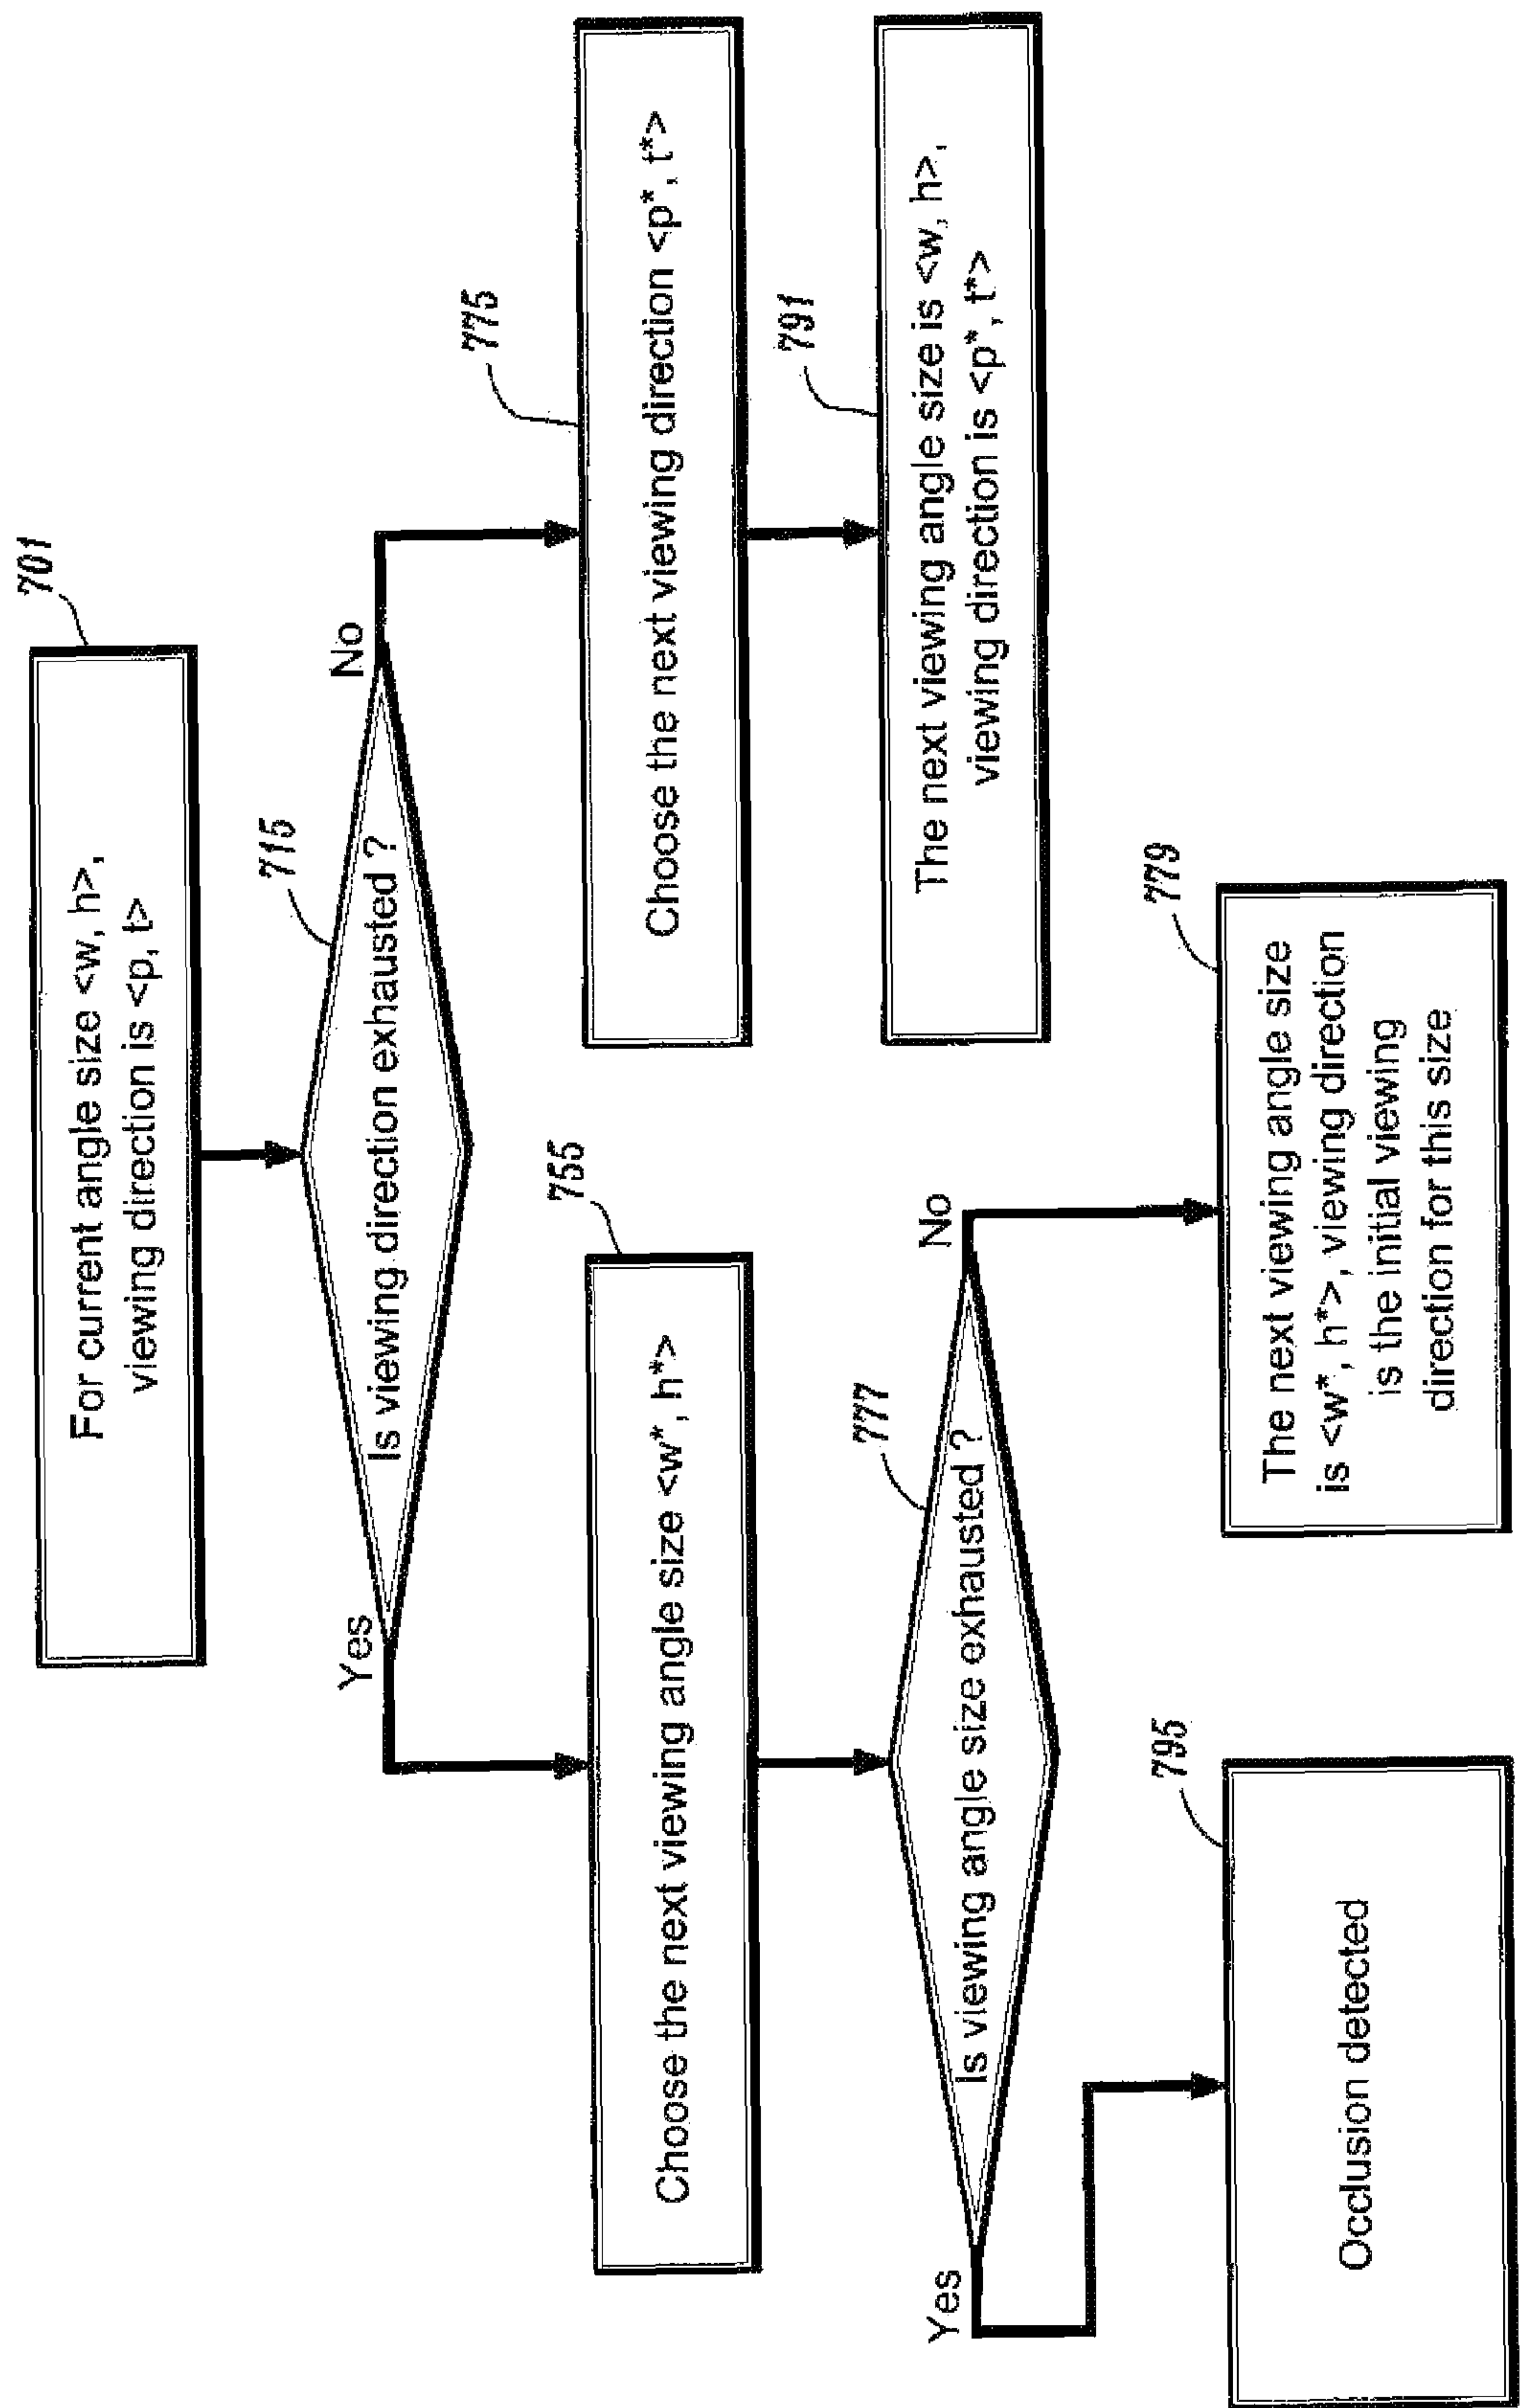 701
For current angle size <w, h>,
viewing direction is <p, t>
715
Is viewing direction exhausted ?
Yes
No
755
Choose the next viewing angle size <w*, h*>
775
Choose the next viewing direction <p*, t*>
777
Is viewing angle size exhausted ?
Yes
No
791
The next viewing angle size is <w, h>,
viewing direction is <p*, t*>
795
Occlusion detected
779
The next viewing angle size
is <w*, h*>, viewing direction
is the initial viewing
direction for this size